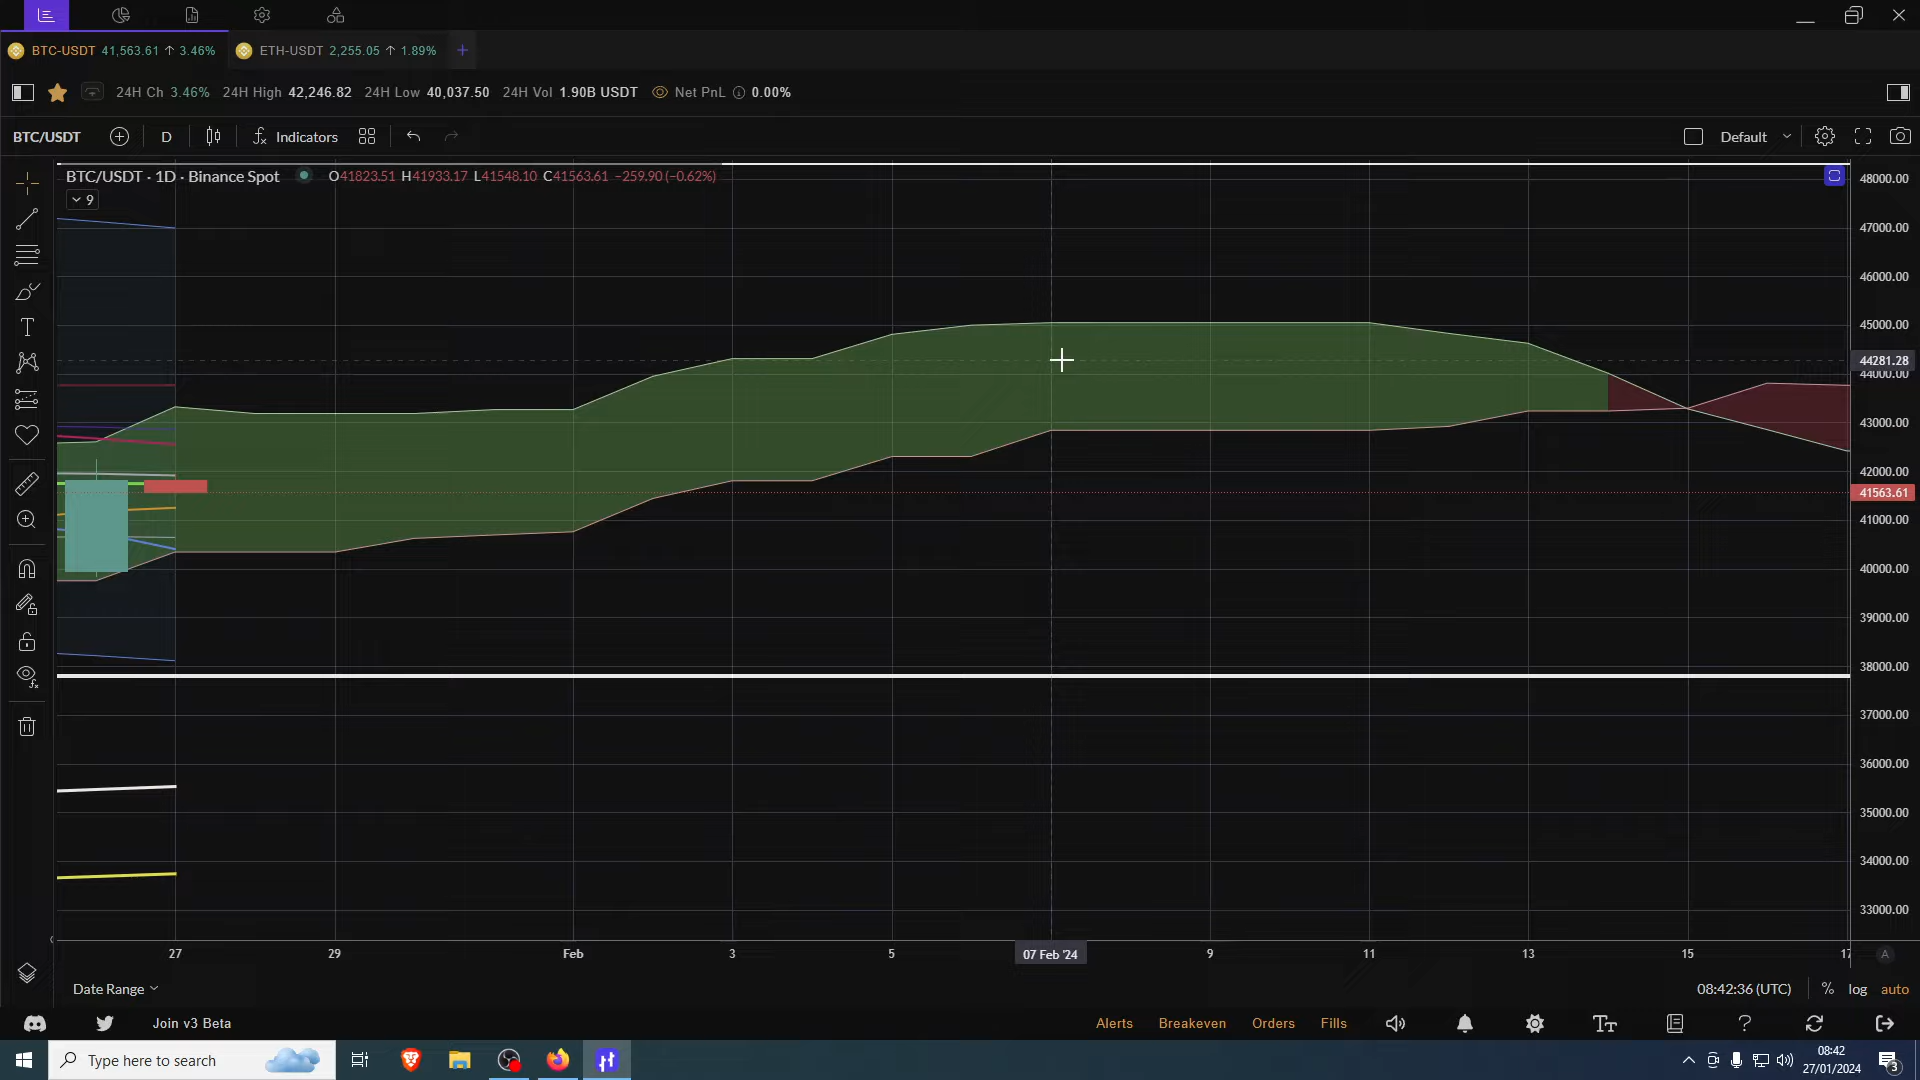 BTC-USDT 41,563.61 ↑ 3.46% ETH-USDT 2,255.05 ↑ 1.89% +
24H Ch 3.46% 24H High 42,246.82 24H Low 40,037.50 24H Vol 1.90B USDT Net PnL 0.00%
BTC/USDT D Indicators Default
BTC/USDT · 1D · Binance Spot O41823.51 H41933.17 L41548.10 C41563.61 −259.90 (−0.62%)
9
48000.00
47000.00
46000.00
45000.00
44281.28
44000.00
43000.00
42000.00
41563.61
41000.00
40000.00
39000.00
38000.00
37000.00
36000.00
35000.00
34000.00
33000.00
27 29 Feb 3 5 07 Feb '24 9 11 13 15 17 A
Date Range 08:42:36 (UTC) % log auto
Join v3 Beta Alerts Breakeven Orders Fills
Type here to search 08:42
27/01/2024 3